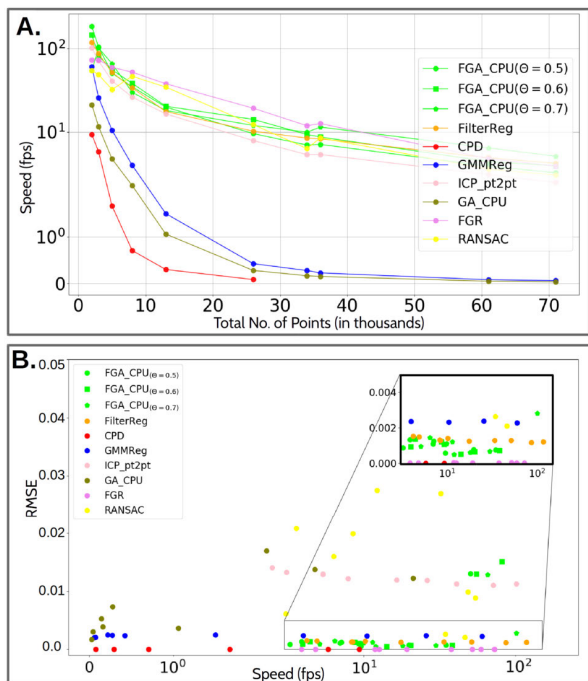 A.
10²
10¹
10⁰
0
Speed (fps)
FGA_CPU(Θ = 0.5)
FGA_CPU(Θ = 0.6)
FGA_CPU(Θ = 0.7)
FilterReg
CPD
GMMReg
ICP_pt2pt
GA_CPU
FGR
RANSAC
0 10 20 30 40 50 60 70
Total No. of Points (in thousands)
B.
0.05
0.04
0.03
0.02
0.01
0.0
RMSE
FGA_CPU(Θ=0.5)
FGA_CPU(Θ=0.6)
FGA_CPU(Θ=0.7)
FilterReg
CPD
GMMReg
ICP_pt2pt
GA_CPU
FGR
RANSAC
0.004
0.002
0.000
10¹ 10²
0 10⁰ 10¹ 10²
Speed (fps)